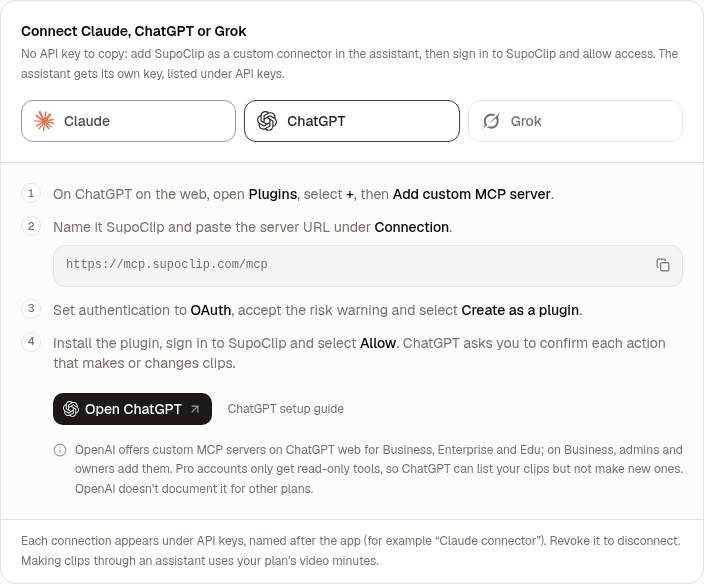 Connect Claude, ChatGPT or Grok
No API key to copy: add SupoClip as a custom connector in the assistant, then sign in to SupoClip and allow access. The
assistant gets its own key, listed under API keys.
Claude
ChatGPT
Grok
1 On ChatGPT on the web, open Plugins, select +, then Add custom MCP server.
2 Name it SupoClip and paste the server URL under Connection.
https://mcp.supoclip.com/mcp
3 Set authentication to OAuth, accept the risk warning and select Create as a plugin.
4 Install the plugin, sign in to SupoClip and select Allow. ChatGPT asks you to confirm each action
that makes or changes clips.
Open ChatGPT
ChatGPT setup guide
OpenAI offers custom MCP servers on ChatGPT web for Business, Enterprise and Edu; on Business, admins and
owners add them. Pro accounts only get read-only tools, so ChatGPT can list your clips but not make new ones.
OpenAI doesn't document it for other plans.
Each connection appears under API keys, named after the app (for example “Claude connector”). Revoke it to disconnect.
Making clips through an assistant uses your plan's video minutes.